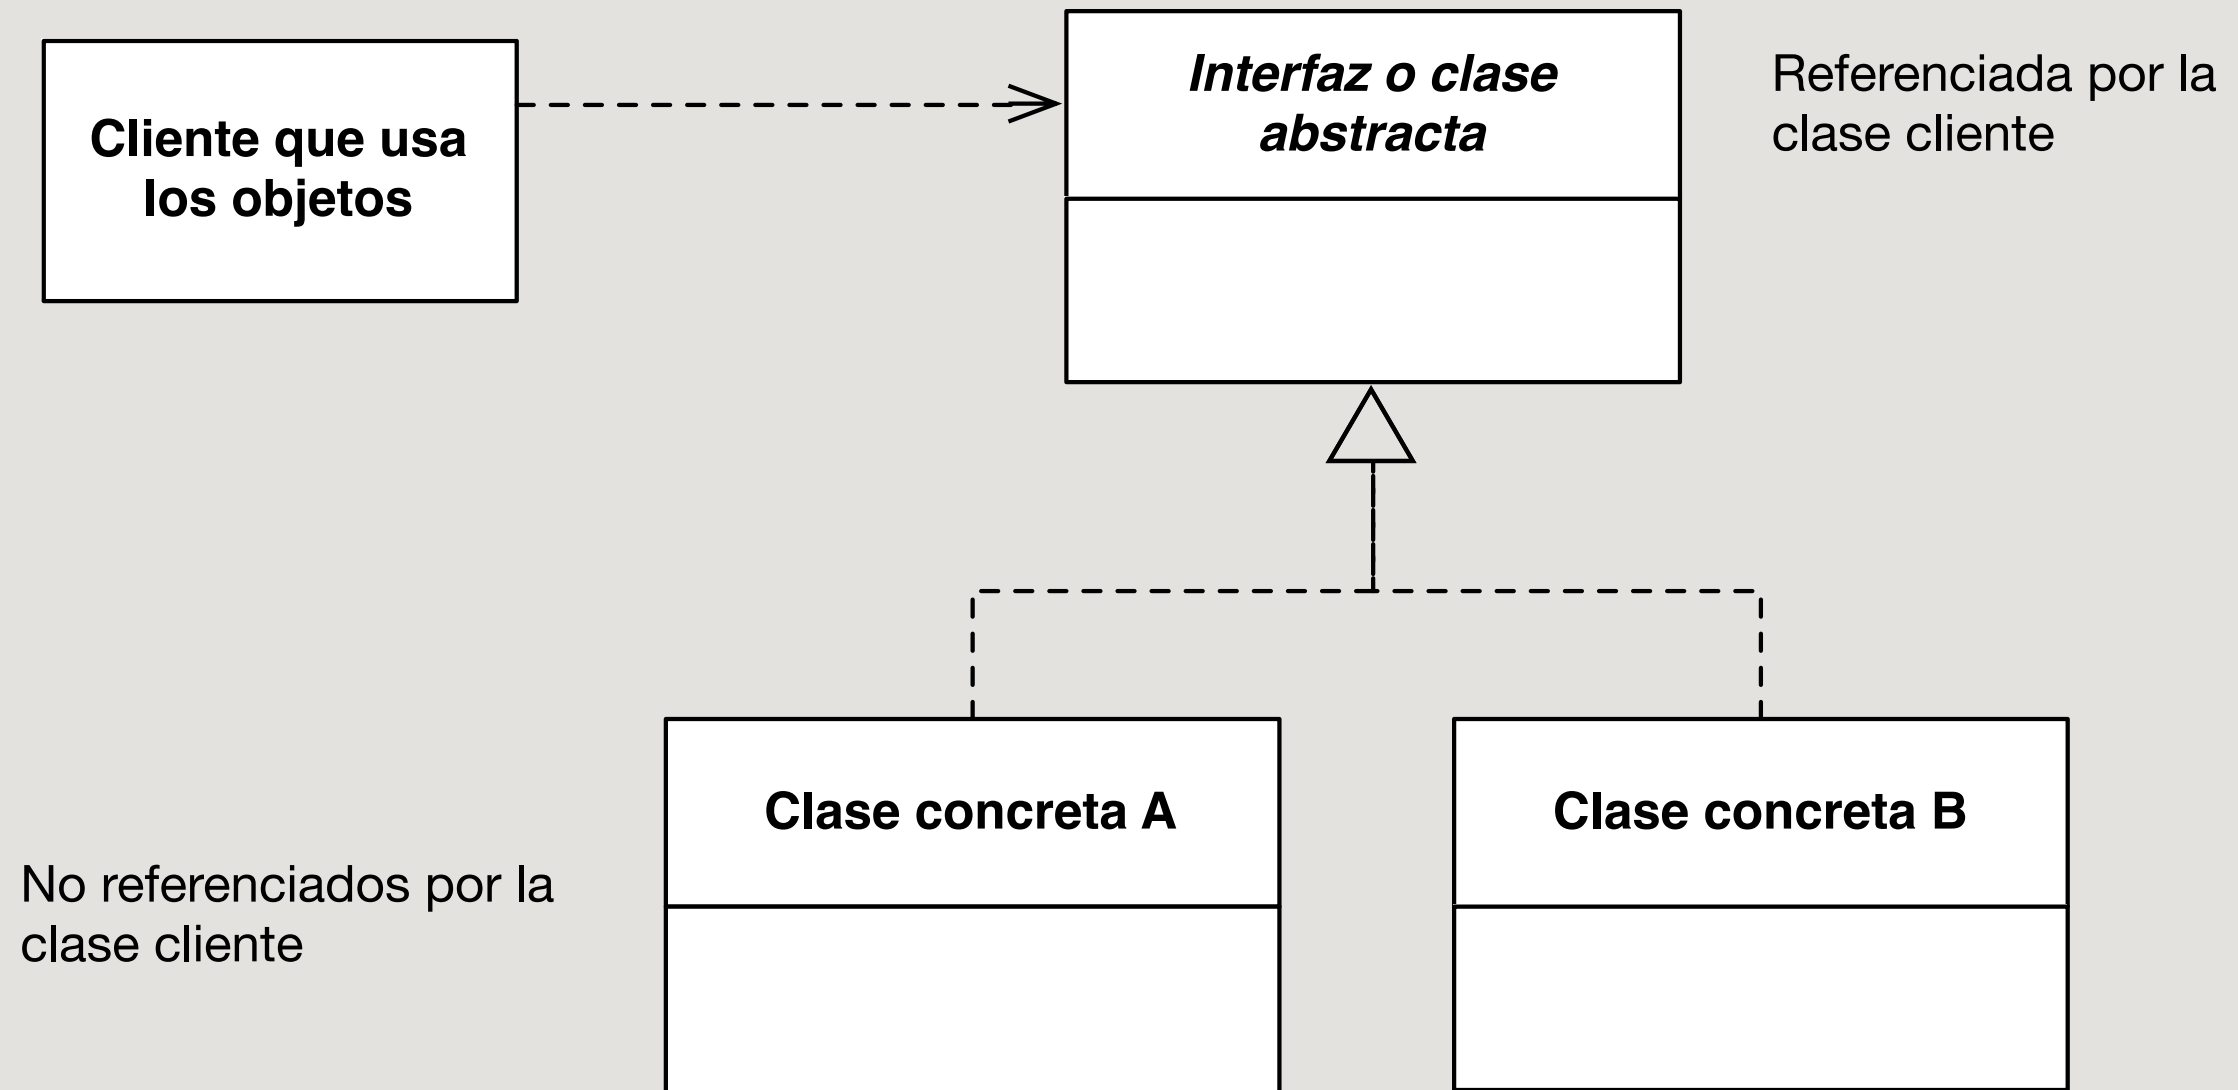 Cliente que usa
los objetos
Interfaz o clase
abstracta
Referenciada por la
clase cliente
Clase concreta A
Clase concreta B
No referenciados por la
clase cliente